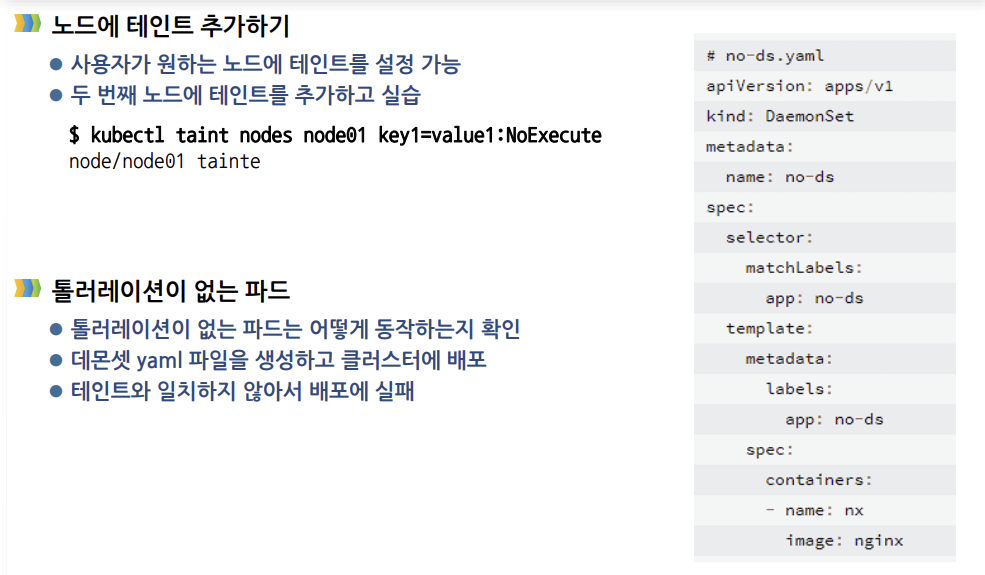 노드에 테인트 추가하기
사용자가 원하는 노드에 테인트를 설정 가능
두 번째 노드에 테인트를 추가하고 실습
$ kubectl taint nodes node01 key1=value1:NoExecute
node/node01 tainte
톨러레이션이 없는 파드
톨러레이션이 없는 파드는 어떻게 동작하는지 확인
데몬셋 yaml 파일을 생성하고 클러스터에 배포
테인트와 일치하지 않아서 배포에 실패
# no-ds.yaml
apiVersion: apps/v1
kind: DaemonSet
metadata:
  name: no-ds
spec:
  selector:
    matchLabels:
      app: no-ds
  template:
    metadata:
      labels:
        app: no-ds
    spec:
      containers:
      - name: nx
        image: nginx